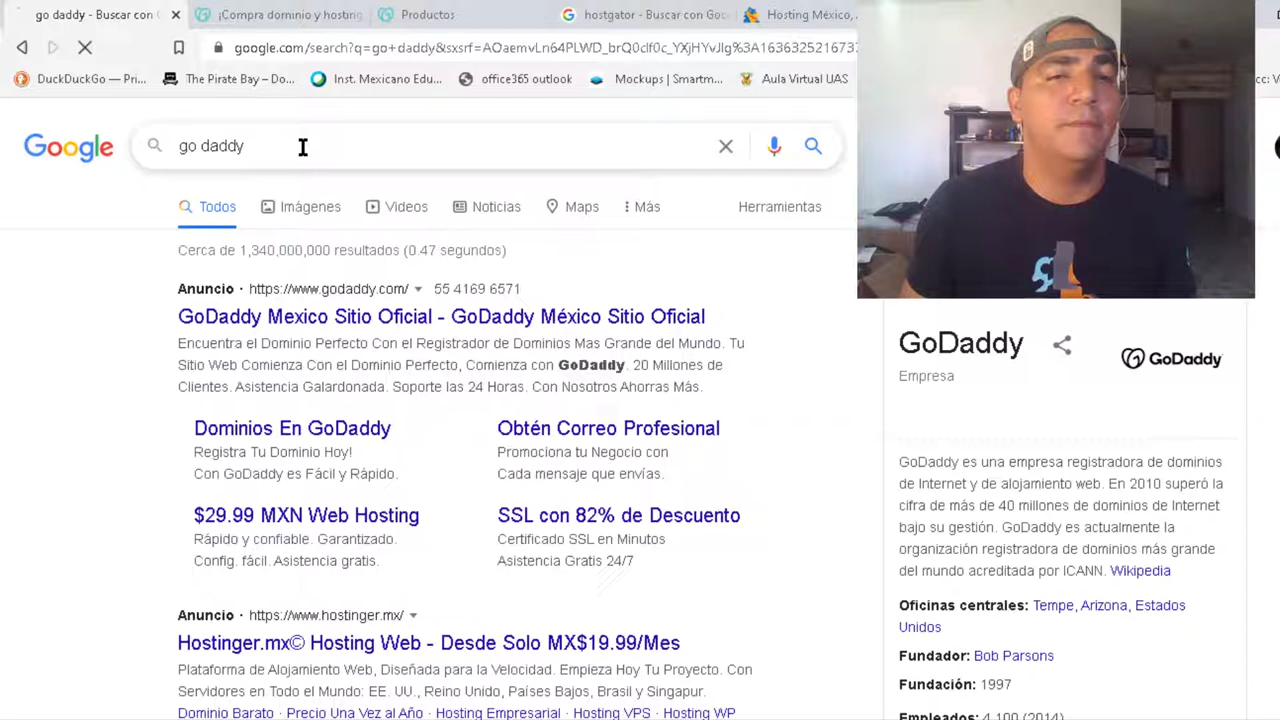 go daddy - Buscar con
¡Compra dominio y hosting
Productos
hostgator - Buscar con Goo
Hosting México,
google.com/search?q=go+daddy&sxsrf=AOaemvLn64PLWD_brQ0clf0c_YXjHYvJlg%3A163632521673
DuckDuckGo — Pri...
The Pirate Bay – Do...
Inst. Mexicano Edu...
office365 outlook
Mockups | Smartm...
Aula Virtual UAS
Google
go daddy
Todos
Imágenes
Videos
Noticias
Maps
Más
Herramientas
Cerca de 1,340,000,000 resultados (0.47 segundos)
Anuncio · https://www.godaddy.com/ 55 4169 6571
GoDaddy Mexico Sitio Oficial - GoDaddy México Sitio Oficial
Encuentra el Dominio Perfecto Con el Registrador de Dominios Mas Grande del Mundo. Tu
Sitio Web Comienza Con el Dominio Perfecto, Comienza con GoDaddy. 20 Millones de
Clientes. Asistencia Galardonada. Soporte las 24 Horas. Con Nosotros Ahorras Más.
Dominios En GoDaddy
Registra Tu Dominio Hoy!
Con GoDaddy es Fácil y Rápido.
Obtén Correo Profesional
Promociona tu Negocio con
Cada mensaje que envías.
$29.99 MXN Web Hosting
Rápido y confiable. Garantizado.
Config. fácil. Asistencia gratis.
SSL con 82% de Descuento
Certificado SSL en Minutos
Asistencia Gratis 24/7
Anuncio · https://www.hostinger.mx/
Hostinger.mx© Hosting Web - Desde Solo MX$19.99/Mes
Plataforma de Alojamiento Web, Diseñada para la Velocidad. Empieza Hoy Tu Proyecto. Con
Servidores en Todo el Mundo: EE. UU., Reino Unido, Países Bajos, Brasil y Singapur.
Dominio Barato · Precio Una Vez al Año · Hosting Empresarial · Hosting VPS · Hosting WP
GoDaddy
Empresa
GoDaddy
GoDaddy es una empresa registradora de dominios
de Internet y de alojamiento web. En 2010 superó la
cifra de más de 40 millones de dominios de Internet
bajo su gestión. GoDaddy es actualmente la
organización registradora de dominios más grande
del mundo acreditada por ICANN. Wikipedia
Oficinas centrales: Tempe, Arizona, Estados
Unidos
Fundador: Bob Parsons
Fundación: 1997
Empleados: 4,100 (2014)